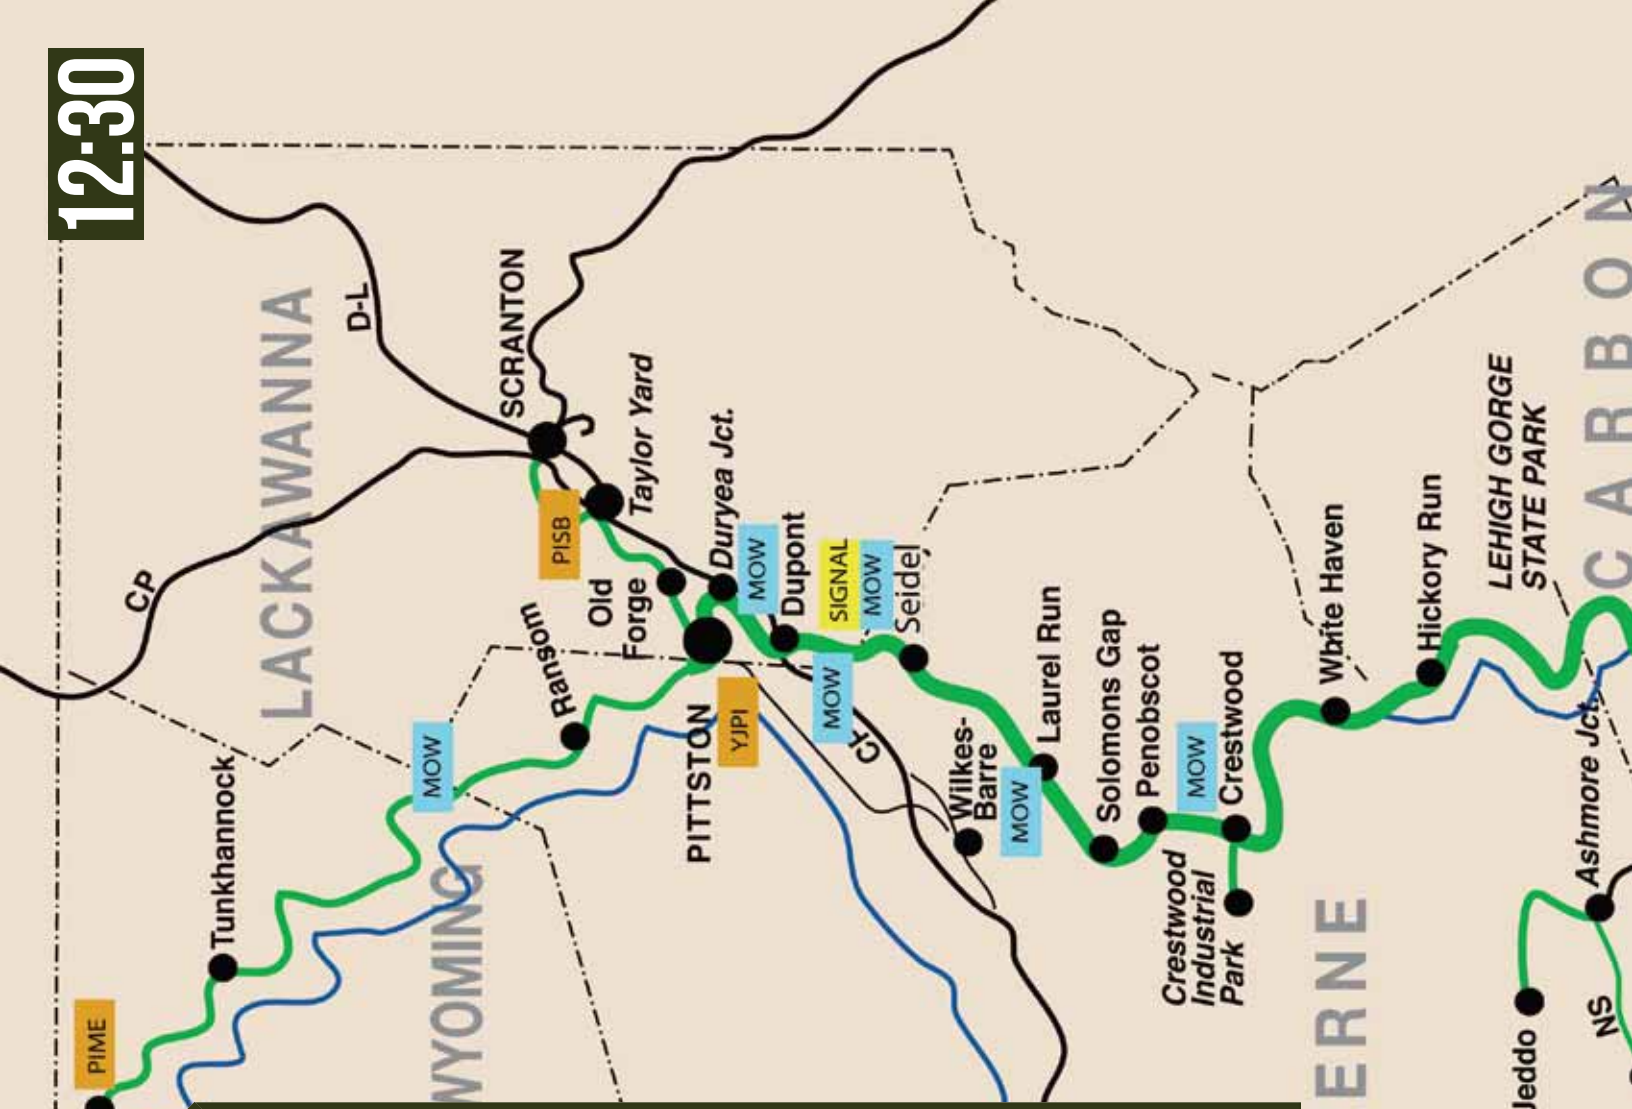 12:30
LACKAWANNA
D-L
CP
SCRANTON
Taylor Yard
PISB
Duryea Jct.
MOW
Dupont
SIGNAL
MOW
Seidel
Old
Forge
Ransom
MOW
Tunkhannock
PIME
WYOMING
PITTSTON
YJPI
MOW
Wilkes-
Barre
MOW
Laurel Run
Solomons Gap
Penobscot
MOW
Crestwood
Crestwood
Industrial
Park
White Haven
Hickory Run
LEHIGH GORGE
STATE PARK
CARBON
Ashmore Jct.
ERNE
Jeddo
NS